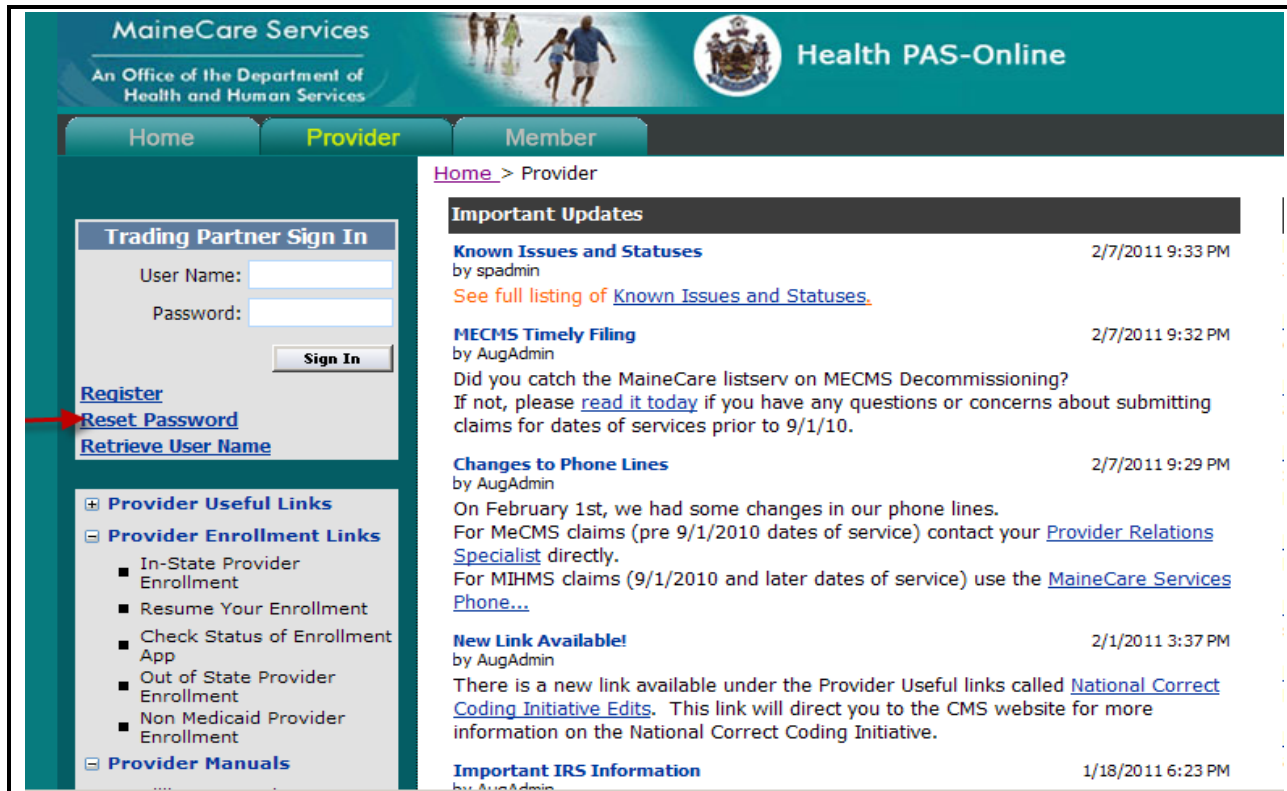 MaineCare Services
An Office of the Department of
Health and Human Services
Health PAS-Online
Home
Provider
Member
Home > Provider
Trading Partner Sign In
User Name:
Password:
Sign In
Register
Reset Password
Retrieve User Name
Provider Useful Links
Provider Enrollment Links
In-State Provider
Enrollment
Resume Your Enrollment
Check Status of Enrollment
App
Out of State Provider
Enrollment
Non Medicaid Provider
Enrollment
Provider Manuals
Important Updates
Known Issues and Statuses 2/7/2011 9:33 PM
by spadmin
See full listing of Known Issues and Statuses.
MECMS Timely Filing 2/7/2011 9:32 PM
by AugAdmin
Did you catch the MaineCare listserv on MECMS Decommissioning?
If not, please read it today if you have any questions or concerns about submitting
claims for dates of services prior to 9/1/10.
Changes to Phone Lines 2/7/2011 9:29 PM
by AugAdmin
On February 1st, we had some changes in our phone lines.
For MeCMS claims (pre 9/1/2010 dates of service) contact your Provider Relations
Specialist directly.
For MIHMS claims (9/1/2010 and later dates of service) use the MaineCare Services
Phone...
New Link Available! 2/1/2011 3:37 PM
by AugAdmin
There is a new link available under the Provider Useful links called National Correct
Coding Initiative Edits. This link will direct you to the CMS website for more
information on the National Correct Coding Initiative.
Important IRS Information 1/18/2011 6:23 PM
by AugAdmin